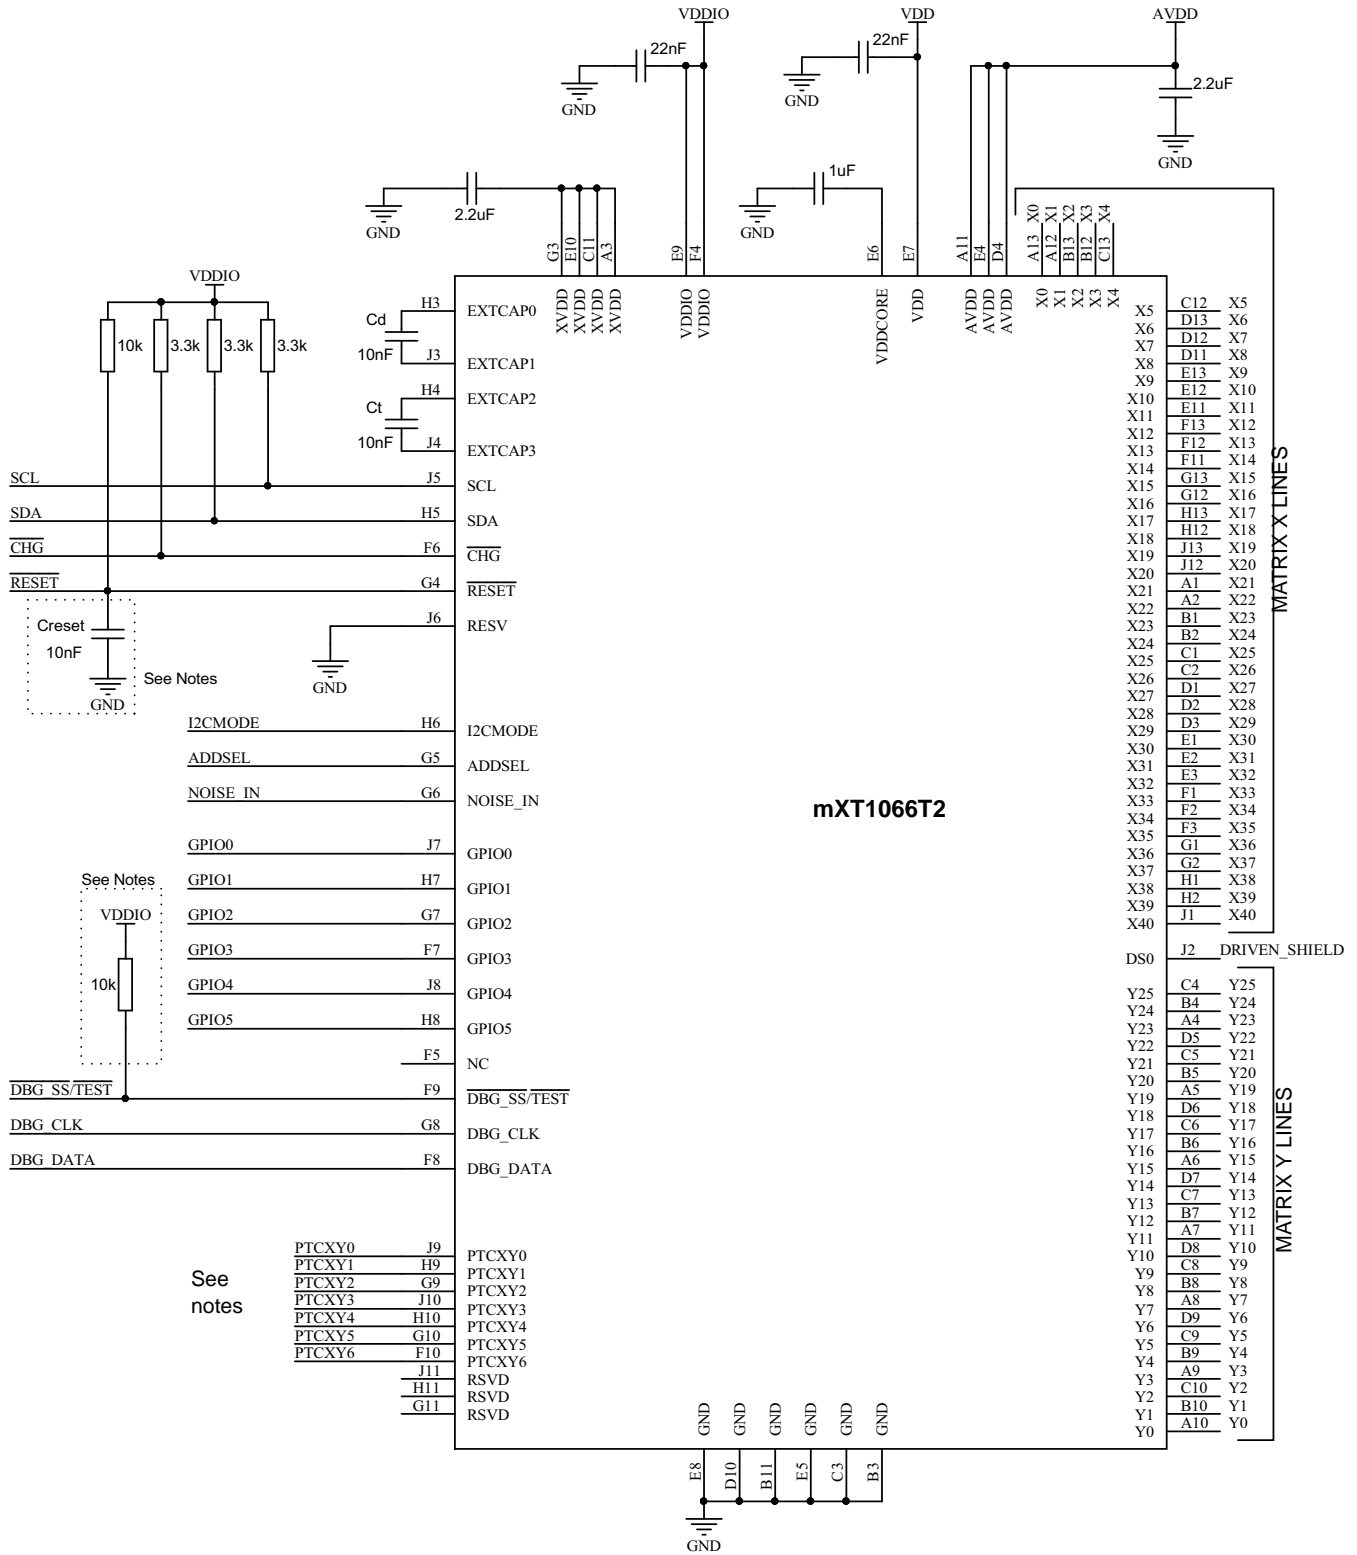 VDDIO
VDD
AVDD
22nF
GND
22nF
GND
2.2uF
GND
2.2uF
GND
1uF
GND
G3
E10
C11
A3
E9
F4
E6
E7
A11
E4
D4
A13 X0
A12 X1
B13 X2
B12 X3
C13 X4
XVDD
XVDD
XVDD
XVDD
VDDIO
VDDIO
VDDCORE
VDD
AVDD
AVDD
AVDD
X0
X1
X2
X3
X4
VDDIO
10k
3.3k
3.3k
3.3k
Cd
10nF
H3 EXTCAP0
J3 EXTCAP1
Ct
10nF
H4 EXTCAP2
J4 EXTCAP3
SCL J5 SCL
SDA H5 SDA
CHG F6 CHG
RESET G4 RESET
Creset
10nF
GND
See Notes
J6 RESV
GND
I2CMODE H6 I2CMODE
ADDSEL G5 ADDSEL
NOISE_IN G6 NOISE_IN
mXT1066T2
GPIO0 J7 GPIO0
GPIO1 H7 GPIO1
GPIO2 G7 GPIO2
GPIO3 F7 GPIO3
GPIO4 J8 GPIO4
GPIO5 H8 GPIO5
F5 NC
See Notes
VDDIO
10k
DBG_SS/TEST F9 DBG_SS/TEST
DBG_CLK G8 DBG_CLK
DBG_DATA F8 DBG_DATA
See
notes
PTCXY0 J9 PTCXY0
PTCXY1 H9 PTCXY1
PTCXY2 G9 PTCXY2
PTCXY3 J10 PTCXY3
PTCXY4 H10 PTCXY4
PTCXY5 G10 PTCXY5
PTCXY6 F10 PTCXY6
J11 RSVD
H11 RSVD
G11 RSVD
X5 C12 X5
X6 D13 X6
X7 D12 X7
X8 D11 X8
X9 E13 X9
X10 E12 X10
X11 E11 X11
X12 F13 X12
X13 F12 X13
X14 F11 X14
X15 G13 X15
X16 G12 X16
X17 H13 X17
X18 H12 X18
X19 J13 X19
X20 J12 X20
X21 A1 X21
X22 A2 X22
X23 B1 X23
X24 B2 X24
X25 C1 X25
X26 C2 X26
X27 D1 X27
X28 D2 X28
X29 D3 X29
X30 E1 X30
X31 E2 X31
X32 E3 X32
X33 F1 X33
X34 F2 X34
X35 F3 X35
X36 G1 X36
X37 G2 X37
X38 H1 X38
X39 H2 X39
X40 J1 X40
MATRIX X LINES
DS0 J2 DRIVEN_SHIELD
Y25 C4 Y25
Y24 B4 Y24
Y23 A4 Y23
Y22 D5 Y22
Y21 C5 Y21
Y20 B5 Y20
Y19 A5 Y19
Y18 D6 Y18
Y17 C6 Y17
Y16 B6 Y16
Y15 A6 Y15
Y14 D7 Y14
Y13 C7 Y13
Y12 B7 Y12
Y11 A7 Y11
Y10 D8 Y10
Y9 C8 Y9
Y8 B8 Y8
Y7 A8 Y7
Y6 D9 Y6
Y5 C9 Y5
Y4 B9 Y4
Y3 A9 Y3
Y2 C10 Y2
Y1 B10 Y1
Y0 A10 Y0
MATRIX Y LINES
GND
GND
GND
GND
GND
GND
E8
D10
B11
E5
C3
B3
GND